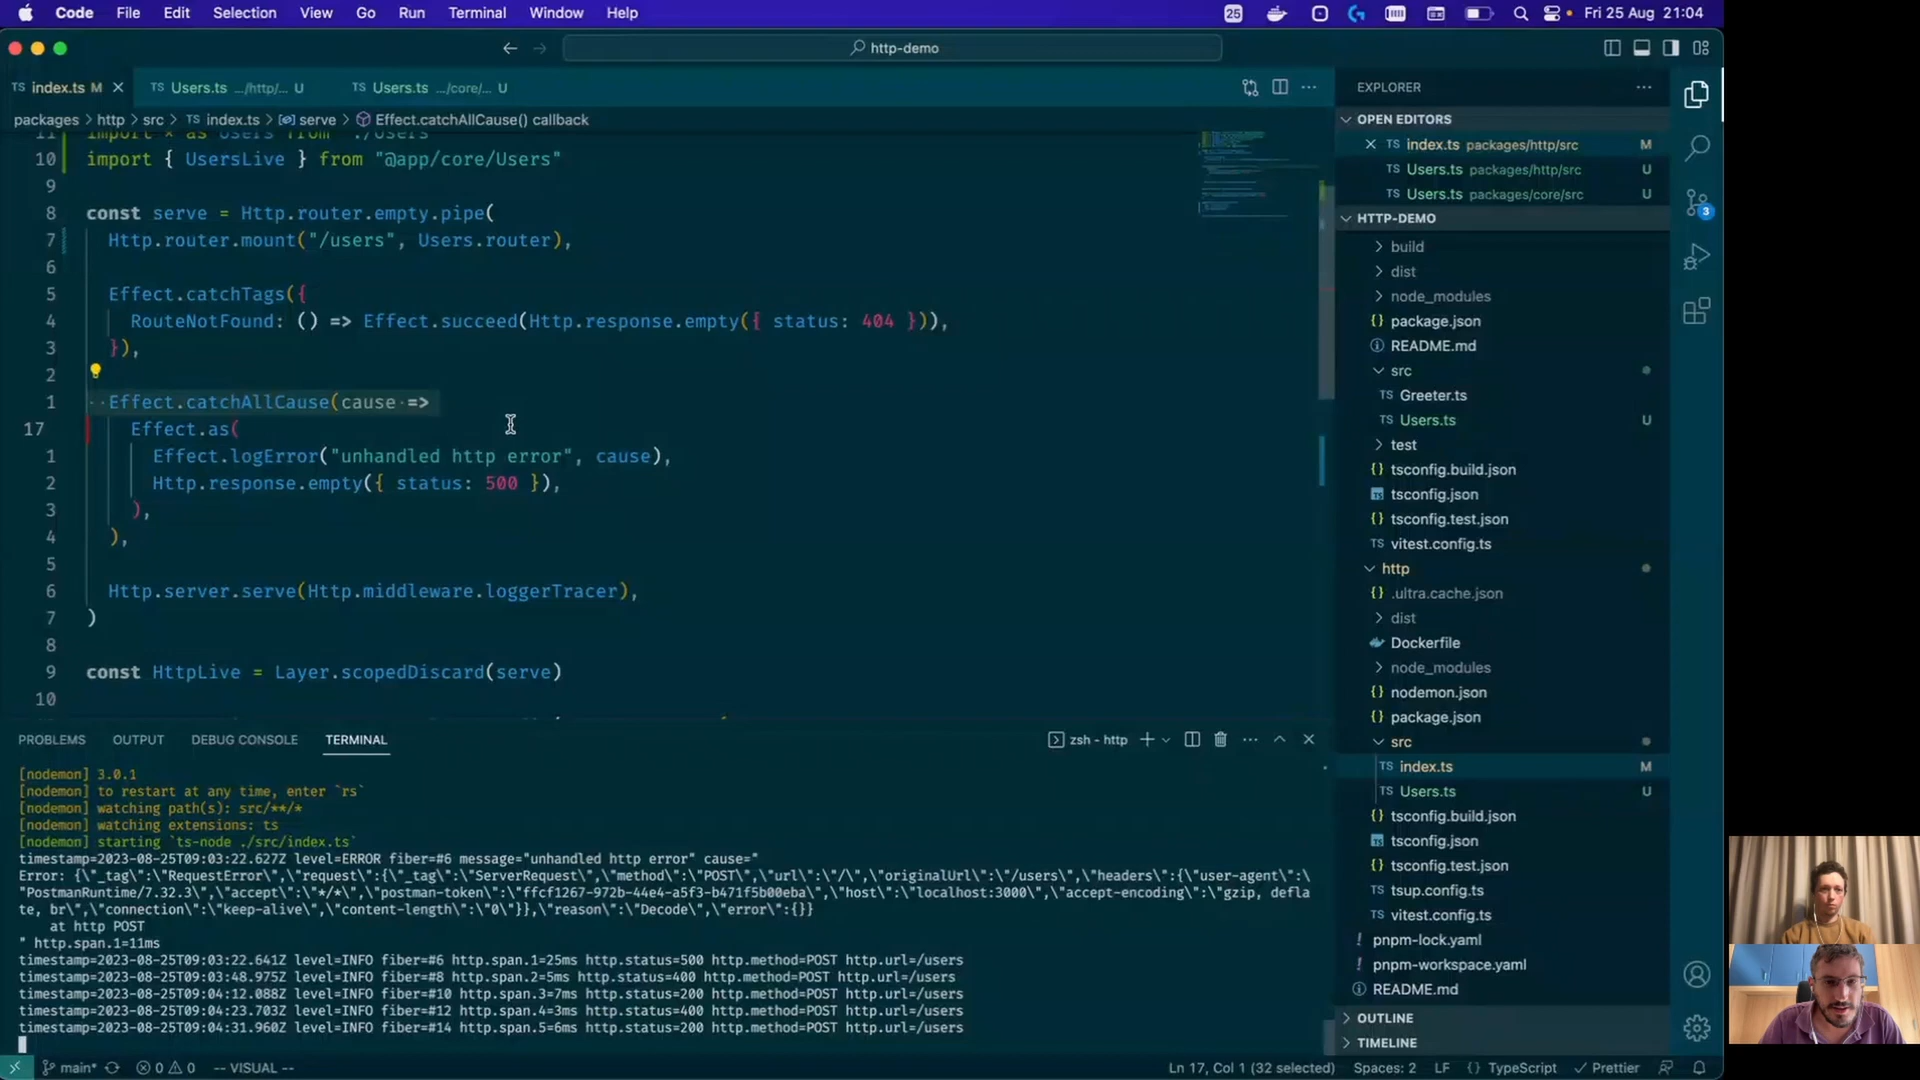 Code File Edit Selection View Go Run Terminal Window Help 25 Fri 25 Aug 21:04
http-demo
TS index.ts M TS Users.ts .../http/... U TS Users.ts .../core/... U
packages > http > src > TS index.ts > serve > Effect.catchAllCause() callback
11 import * as Users from "./Users"
10 import { UsersLive } from "@app/core/Users"
9
8 const serve = Http.router.empty.pipe(
7 Http.router.mount("/users", Users.router),
6
5 Effect.catchTags({
4 RouteNotFound: () => Effect.succeed(Http.response.empty({ status: 404 })),
3 }),
2
1 Effect.catchAllCause(cause =>
17 Effect.as(
1 Effect.logError("unhandled http error", cause),
2 Http.response.empty({ status: 500 }),
3 ),
4 ),
5
6 Http.server.serve(Http.middleware.loggerTracer),
7 )
8
9 const HttpLive = Layer.scopedDiscard(serve)
10
PROBLEMS OUTPUT DEBUG CONSOLE TERMINAL zsh - http
[nodemon] 3.0.1
[nodemon] to restart at any time, enter `rs`
[nodemon] watching path(s): src/**/*
[nodemon] watching extensions: ts
[nodemon] starting `ts-node ./src/index.ts`
timestamp=2023-08-25T09:03:22.627Z level=ERROR fiber=#6 message="unhandled http error" cause="
Error: {\"_tag\":\"RequestError\",\"request\":{\"_tag\":\"ServerRequest\",\"method\":\"POST\",\"url\":\"/\",\"originalUrl\":\"/users\",\"headers\":{\"user-agent\":\
"PostmanRuntime/7.32.3\",\"accept\":\"*/*\",\"postman-token\":\"ffcf1267-972b-44e4-a5f3-b471f5b00eba\",\"host\":\"localhost:3000\",\"accept-encoding\":\"gzip, defla
te, br\",\"connection\":\"keep-alive\",\"content-length\":\"0\"}},\"reason\":\"Decode\",\"error\":{}}
at http POST
" http.span.1=11ms
timestamp=2023-08-25T09:03:22.641Z level=INFO fiber=#6 http.span.1=25ms http.status=500 http.method=POST http.url=/users
timestamp=2023-08-25T09:03:48.975Z level=INFO fiber=#8 http.span.2=5ms http.status=400 http.method=POST http.url=/users
timestamp=2023-08-25T09:04:12.088Z level=INFO fiber=#10 http.span.3=7ms http.status=200 http.method=POST http.url=/users
timestamp=2023-08-25T09:04:23.703Z level=INFO fiber=#12 http.span.4=3ms http.status=400 http.method=POST http.url=/users
timestamp=2023-08-25T09:04:31.960Z level=INFO fiber=#14 http.span.5=6ms http.status=200 http.method=POST http.url=/users
EXPLORER
OPEN EDITORS
TS index.ts packages/http/src M
TS Users.ts packages/http/src U
TS Users.ts packages/core/src U
HTTP-DEMO
build
dist
node_modules
{} package.json
README.md
src
TS Greeter.ts
TS Users.ts U
test
{} tsconfig.build.json
tsconfig.json
{} tsconfig.test.json
TS vitest.config.ts
http
{} .ultra.cache.json
dist
Dockerfile
node_modules
{} nodemon.json
{} package.json
src
TS index.ts M
TS Users.ts U
{} tsconfig.build.json
tsconfig.json
{} tsconfig.test.json
TS tsup.config.ts
TS vitest.config.ts
! pnpm-lock.yaml
! pnpm-workspace.yaml
README.md
OUTLINE
TIMELINE
3
main* 0 0 -- VISUAL -- Ln 17, Col 1 (32 selected) Spaces: 2 LF {} TypeScript Prettier